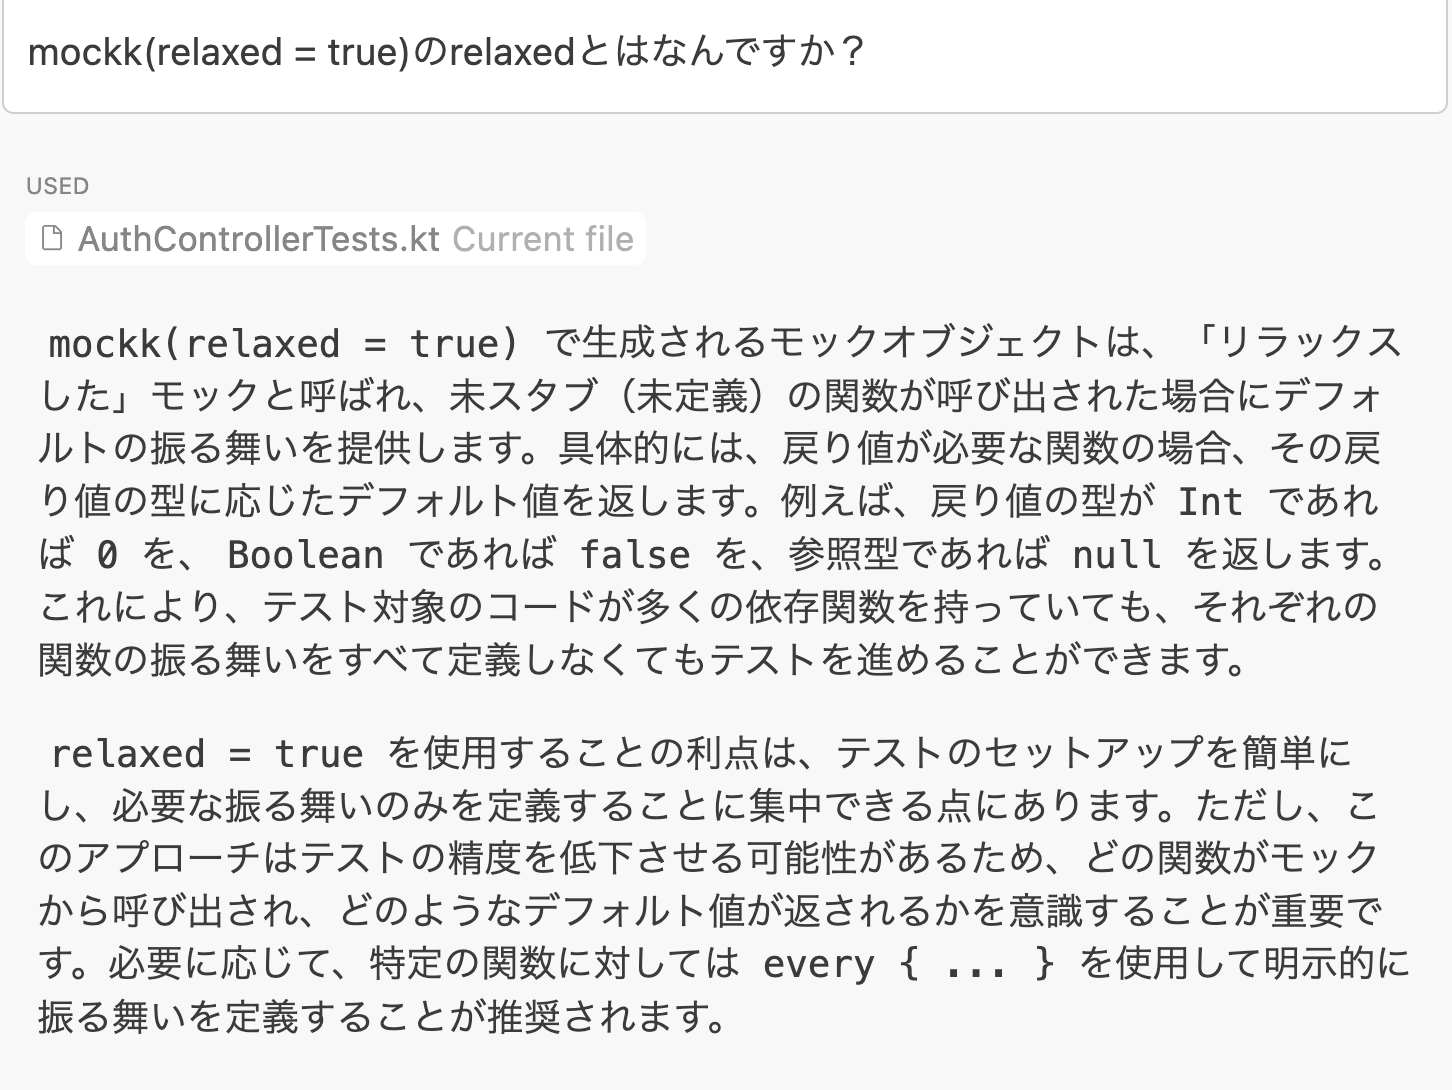 mockk(relaxed = true)のrelaxedとはなんですか？
USED
AuthControllerTests.kt Current file
mockk(relaxed = true) で生成されるモックオブジェクトは、「リラックス
した」モックと呼ばれ、未スタブ（未定義）の関数が呼び出された場合にデフォ
ルトの振る舞いを提供します。具体的には、戻り値が必要な関数の場合、その戻
り値の型に応じたデフォルト値を返します。例えば、戻り値の型が Int であれ
ば 0 を、 Boolean であれば false を、参照型であれば null を返します。
これにより、テスト対象のコードが多くの依存関数を持っていても、それぞれの
関数の振る舞いをすべて定義しなくてもテストを進めることができます。
relaxed = true を使用することの利点は、テストのセットアップを簡単に
し、必要な振る舞いのみを定義することに集中できる点にあります。ただし、こ
のアプローチはテストの精度を低下させる可能性があるため、どの関数がモック
から呼び出され、どのようなデフォルト値が返されるかを意識することが重要で
す。必要に応じて、特定の関数に対しては every { ... } を使用して明示的に
振る舞いを定義することが推奨されます。